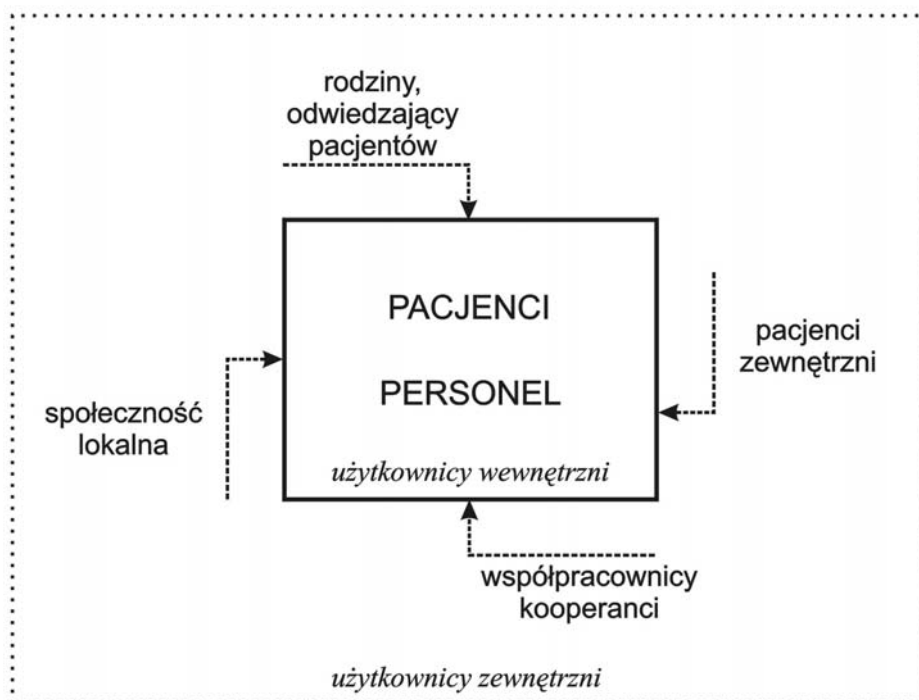 rodziny,
odwiedzający
pacjentów
PACJENCI
PERSONEL
użytkownicy wewnętrzni
pacjenci
zewnętrzni
społeczność
lokalna
współpracownicy
kooperanci
użytkownicy zewnętrzni